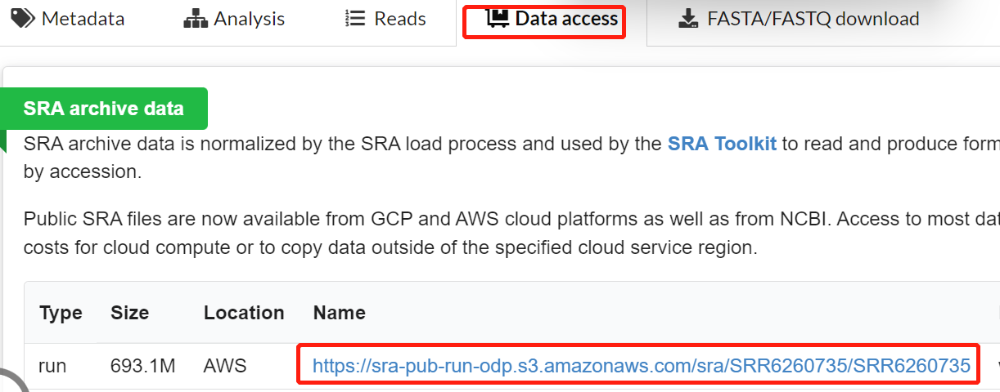 Metadata Analysis Reads Data access FASTA/FASTQ download
SRA archive data
SRA archive data is normalized by the SRA load process and used by the SRA Toolkit to read and produce form
by accession.
Public SRA files are now available from GCP and AWS cloud platforms as well as from NCBI. Access to most dat
costs for cloud compute or to copy data outside of the specified cloud service region.
Type Size Location Name
run 693.1M AWS https://sra-pub-run-odp.s3.amazonaws.com/sra/SRR6260735/SRR6260735